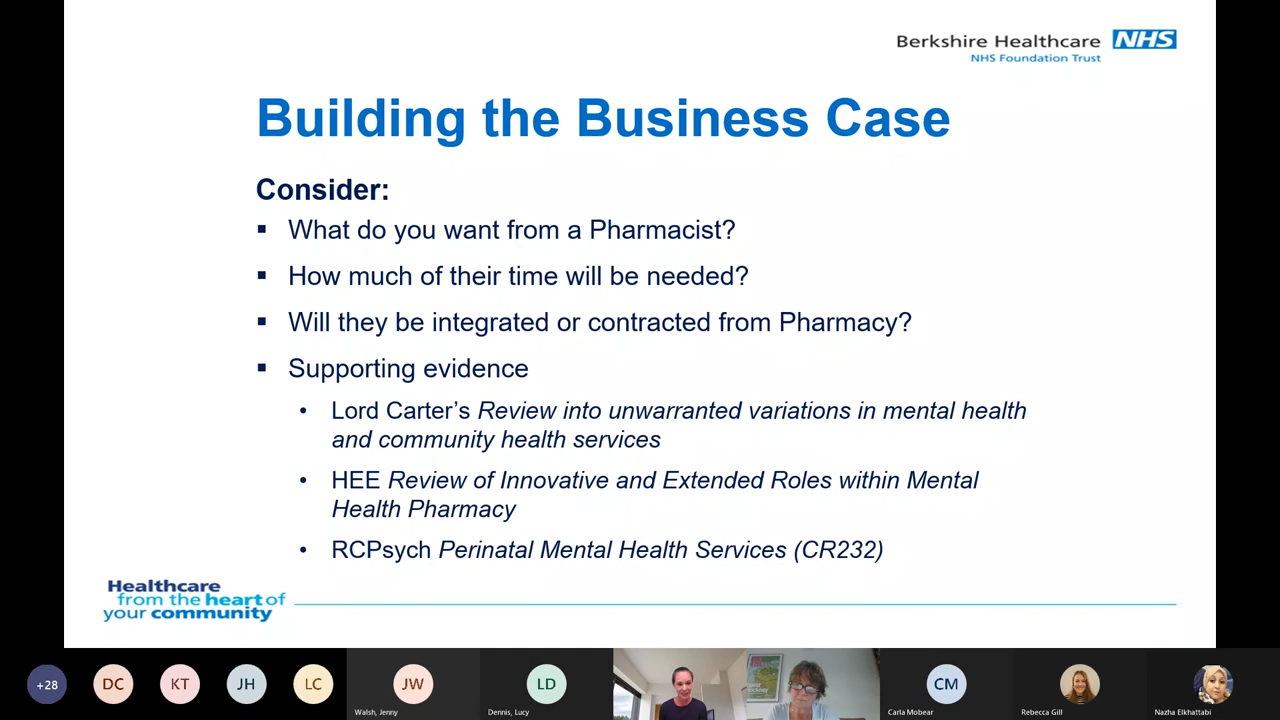 Berkshire Healthcare NHS
NHS Foundation Trust
Building the Business Case
Consider:
▪ What do you want from a Pharmacist?
▪ How much of their time will be needed?
▪ Will they be integrated or contracted from Pharmacy?
▪ Supporting evidence
• Lord Carter’s Review into unwarranted variations in mental health
and community health services
• HEE Review of Innovative and Extended Roles within Mental
Health Pharmacy
• RCPsych Perinatal Mental Health Services (CR232)
Healthcare
from the heart of
your community
+28 DC KT JH LC JW LD CM
Walsh, Jenny Dennis, Lucy Carla Mobear Rebecca Gill Nazha Elkhattabi